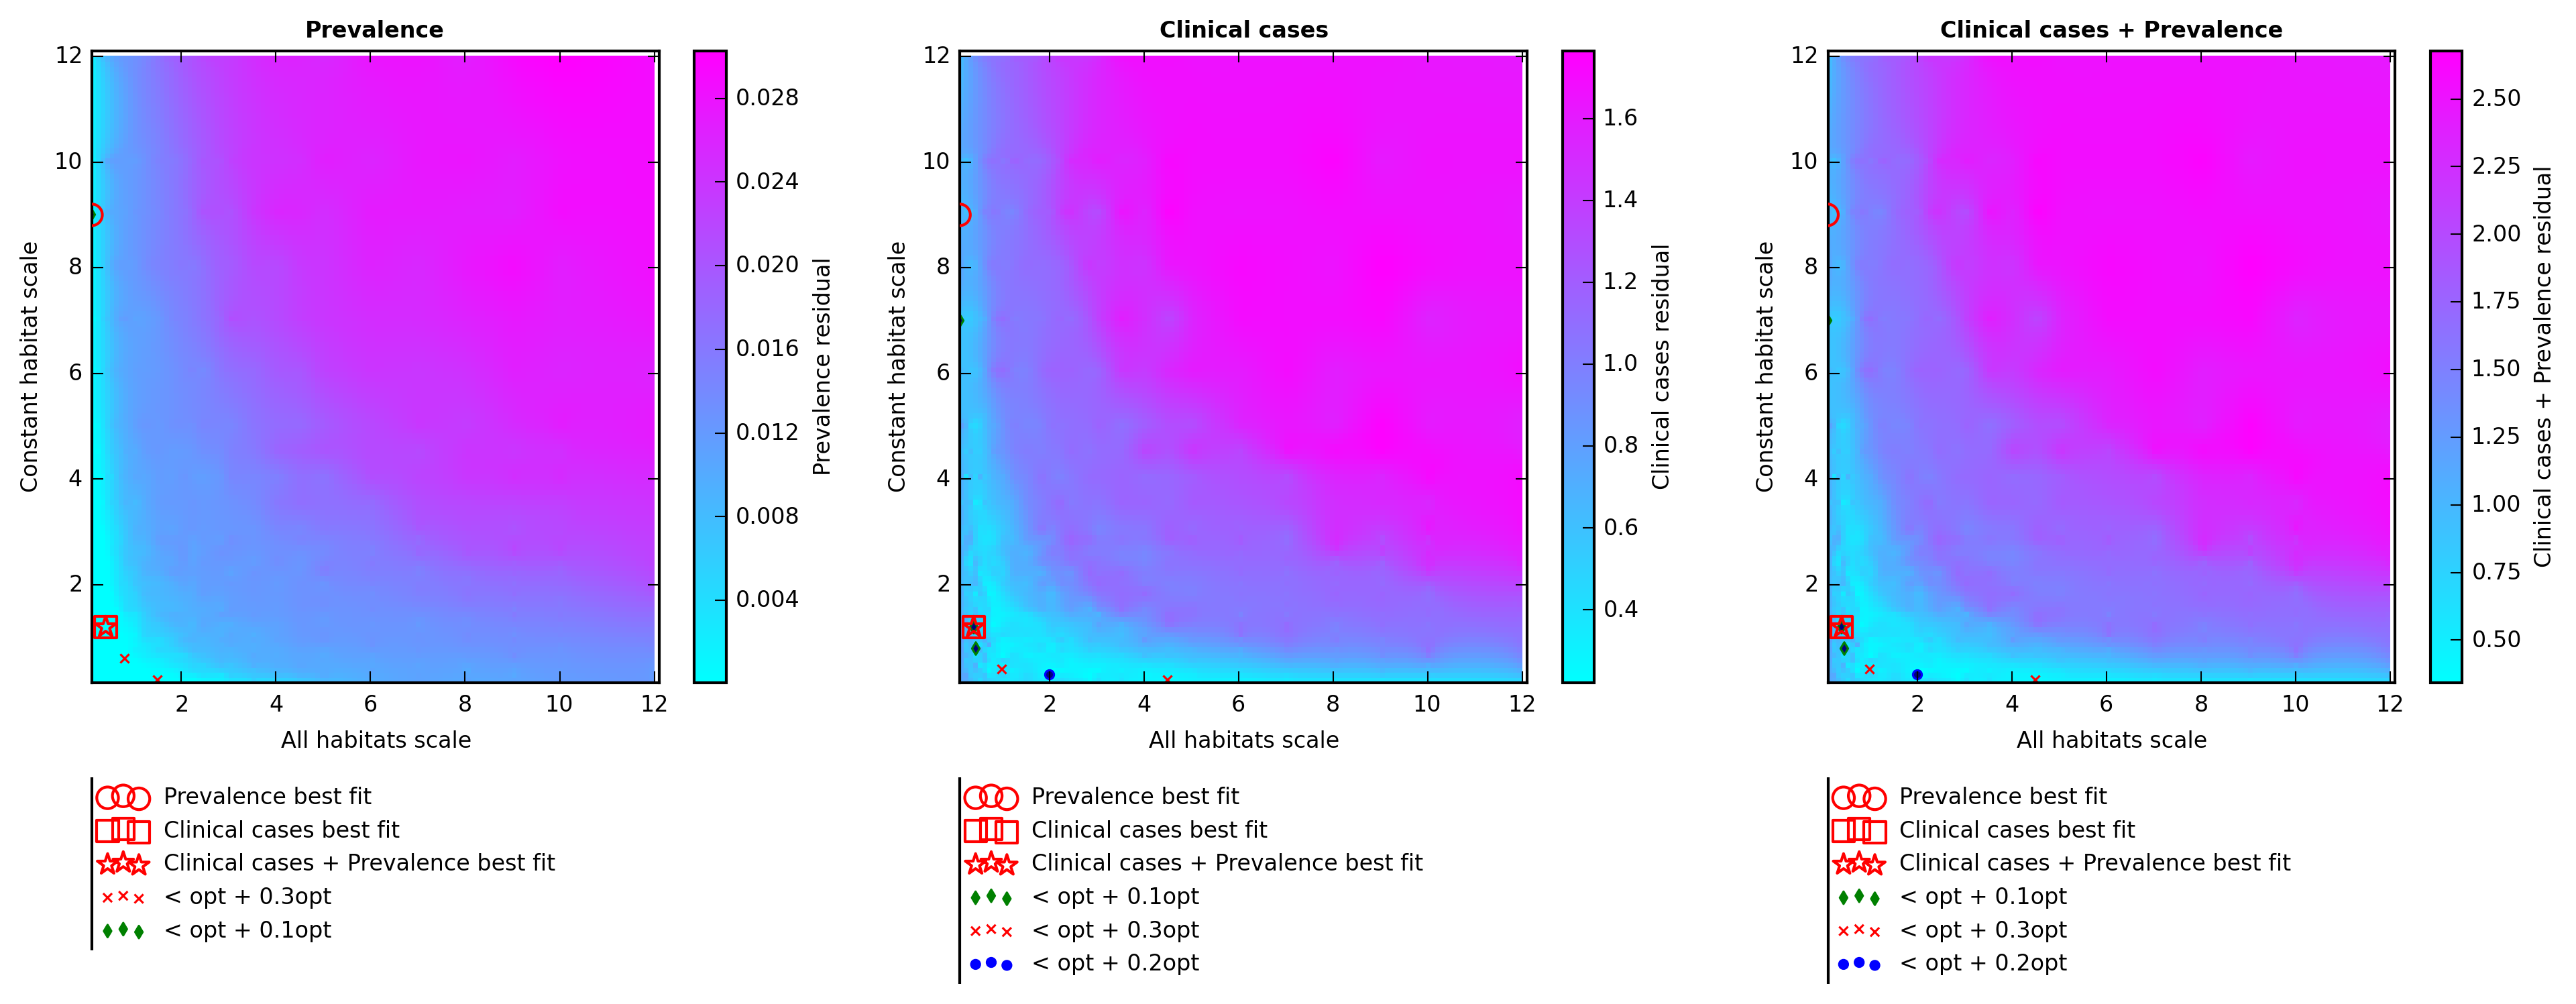 Prevalence
12
10
8
6
4
2
Constant habitat scale
2 4 6 8 10 12
All habitats scale
0.028
0.024
0.020
0.016
0.012
0.008
0.004
Prevalence residual
Prevalence best fit
Clinical cases best fit
Clinical cases + Prevalence best fit
< opt + 0.3opt
< opt + 0.1opt
Clinical cases
12
10
8
6
4
2
Constant habitat scale
2 4 6 8 10 12
All habitats scale
1.6
1.4
1.2
1.0
0.8
0.6
0.4
Clinical cases residual
Prevalence best fit
Clinical cases best fit
Clinical cases + Prevalence best fit
< opt + 0.1opt
< opt + 0.3opt
< opt + 0.2opt
Clinical cases + Prevalence
12
10
8
6
4
2
Constant habitat scale
2 4 6 8 10 12
All habitats scale
2.50
2.25
2.00
1.75
1.50
1.25
1.00
0.75
0.50
Clinical cases + Prevalence residual
Prevalence best fit
Clinical cases best fit
Clinical cases + Prevalence best fit
< opt + 0.1opt
< opt + 0.3opt
< opt + 0.2opt